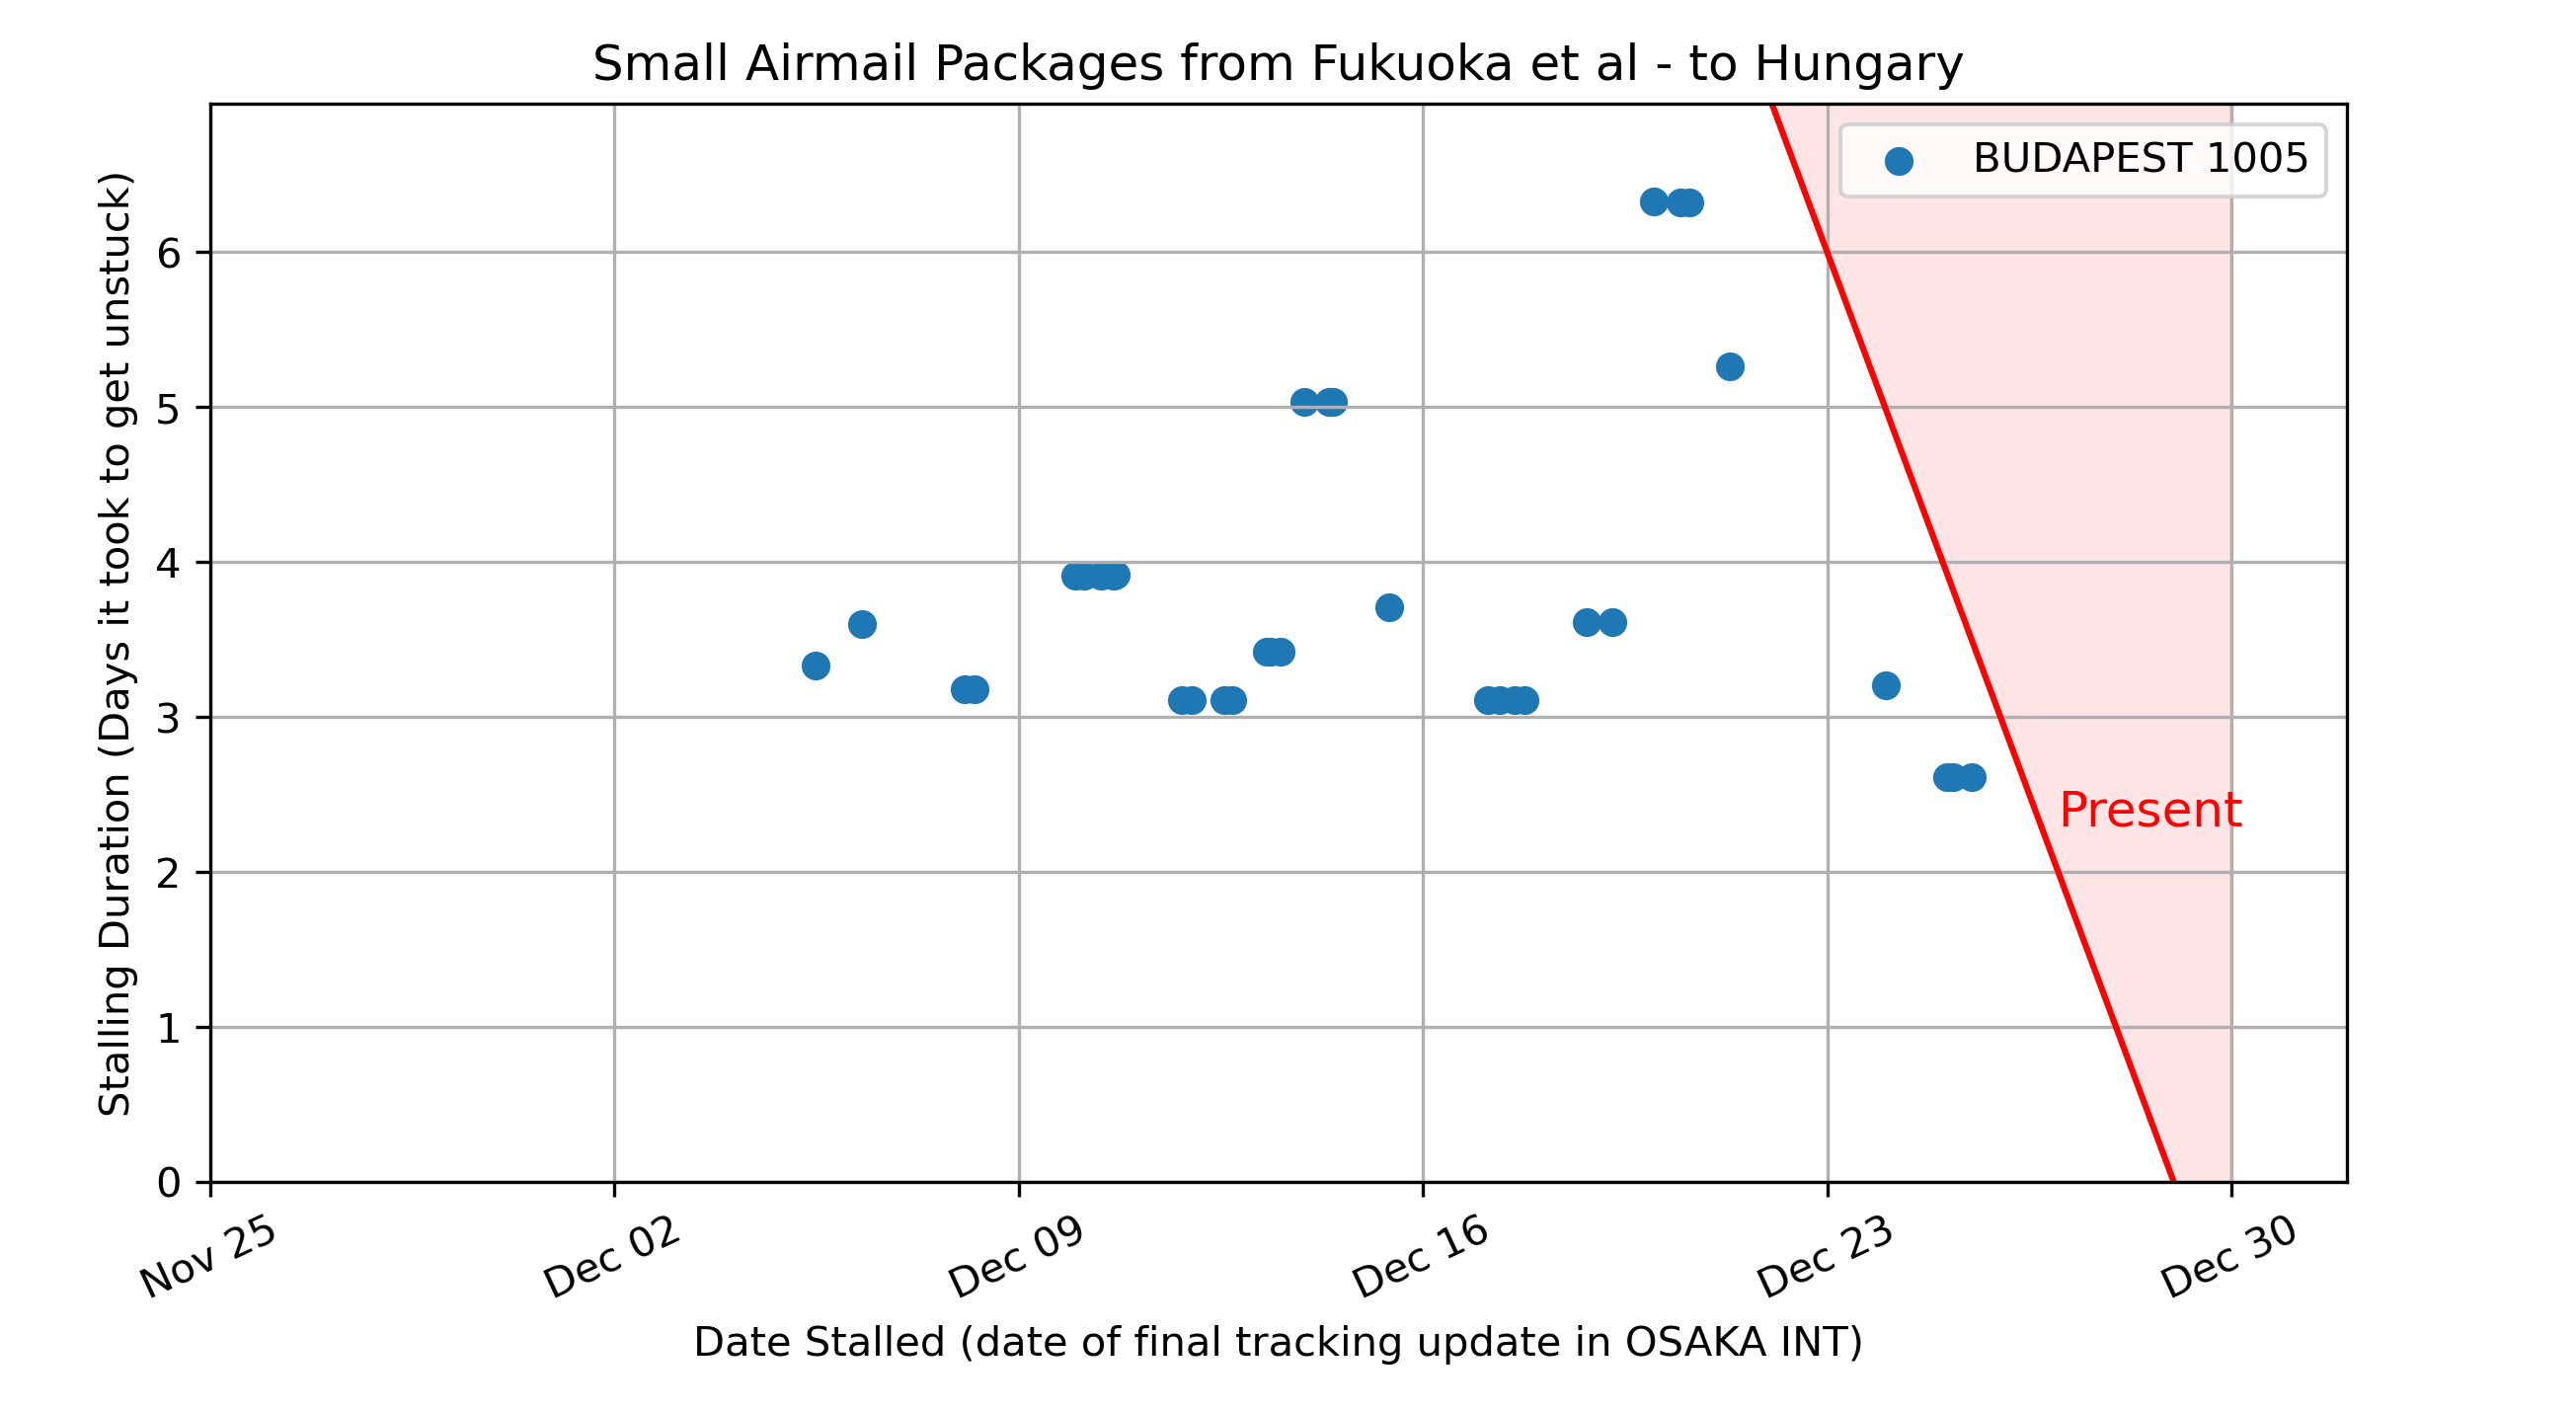 Small Airmail Packages from Fukuoka et al - to Hungary
BUDAPEST 1005
Stalling Duration (Days it took to get unstuck)
6
5
4
3
2
1
0
Present
Nov 25
Dec 02
Dec 09
Dec 16
Dec 23
Dec 30
Date Stalled (date of final tracking update in OSAKA INT)